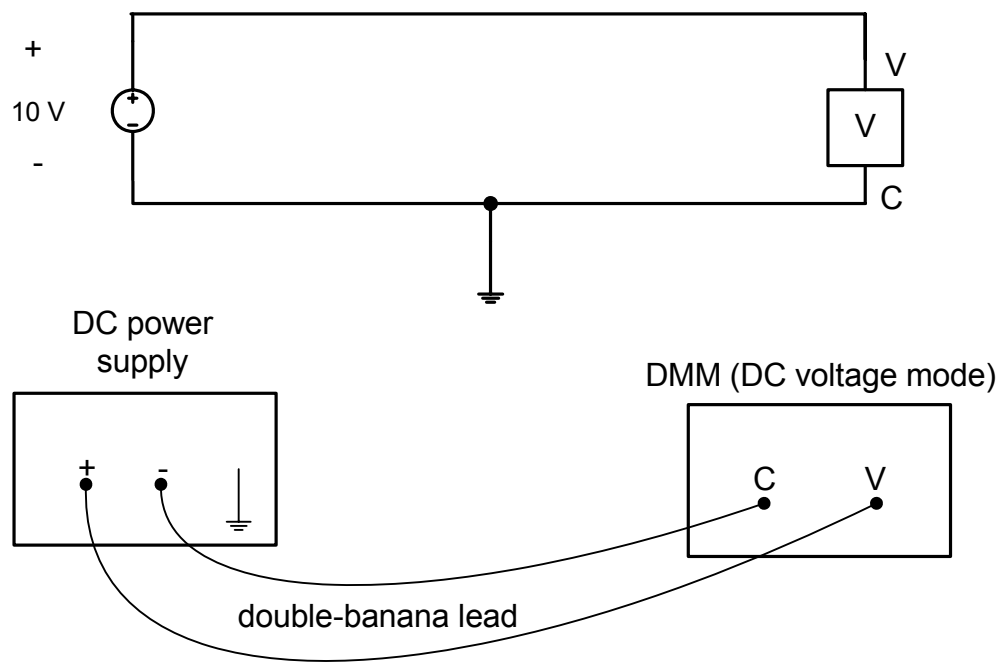 +
V
10 V
+
-
V
-
C
DC power
supply
DMM (DC voltage mode)
+ -
C V
double-banana lead